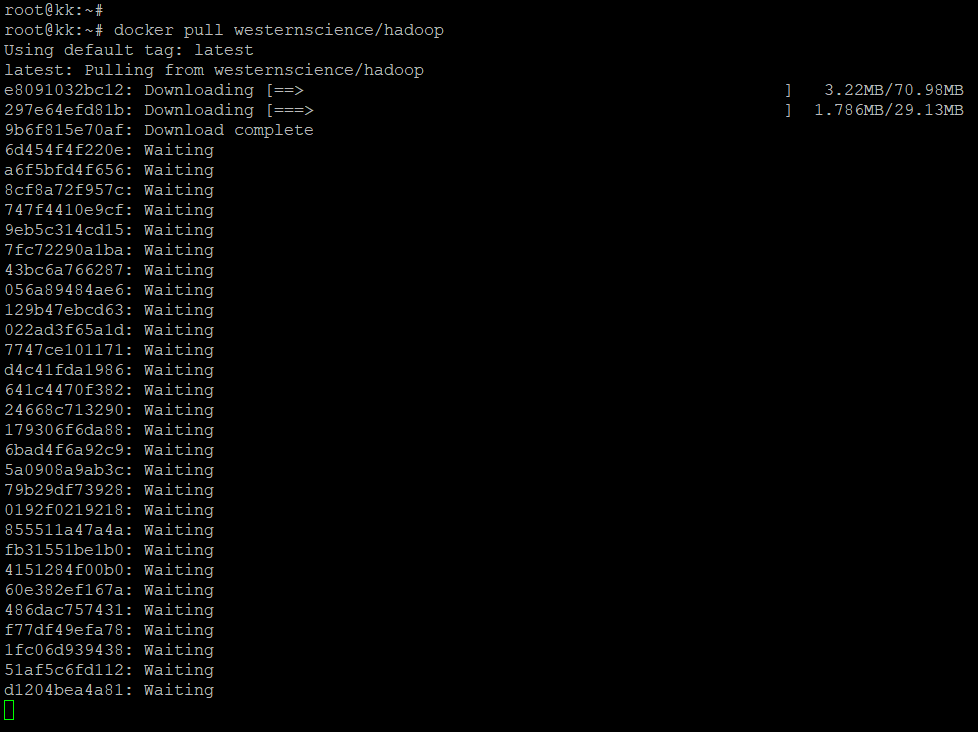 root@kk:~#
root@kk:~# docker pull westernscience/hadoop
Using default tag: latest
latest: Pulling from westernscience/hadoop
e8091032bc12: Downloading [==>                                                ]   3.22MB/70.98MB
297e64efd81b: Downloading [===>                                               ]  1.786MB/29.13MB
9b6f815e70af: Download complete
6d454f4f220e: Waiting
a6f5bfd4f656: Waiting
8cf8a72f957c: Waiting
747f4410e9cf: Waiting
9eb5c314cd15: Waiting
7fc72290a1ba: Waiting
43bc6a766287: Waiting
056a89484ae6: Waiting
129b47ebcd63: Waiting
022ad3f65a1d: Waiting
7747ce101171: Waiting
d4c41fda1986: Waiting
641c4470f382: Waiting
24668c713290: Waiting
179306f6da88: Waiting
6bad4f6a92c9: Waiting
5a0908a9ab3c: Waiting
79b29df73928: Waiting
0192f0219218: Waiting
855511a47a4a: Waiting
fb31551be1b0: Waiting
4151284f00b0: Waiting
60e382ef167a: Waiting
486dac757431: Waiting
f77df49efa78: Waiting
1fc06d939438: Waiting
51af5c6fd112: Waiting
d1204bea4a81: Waiting